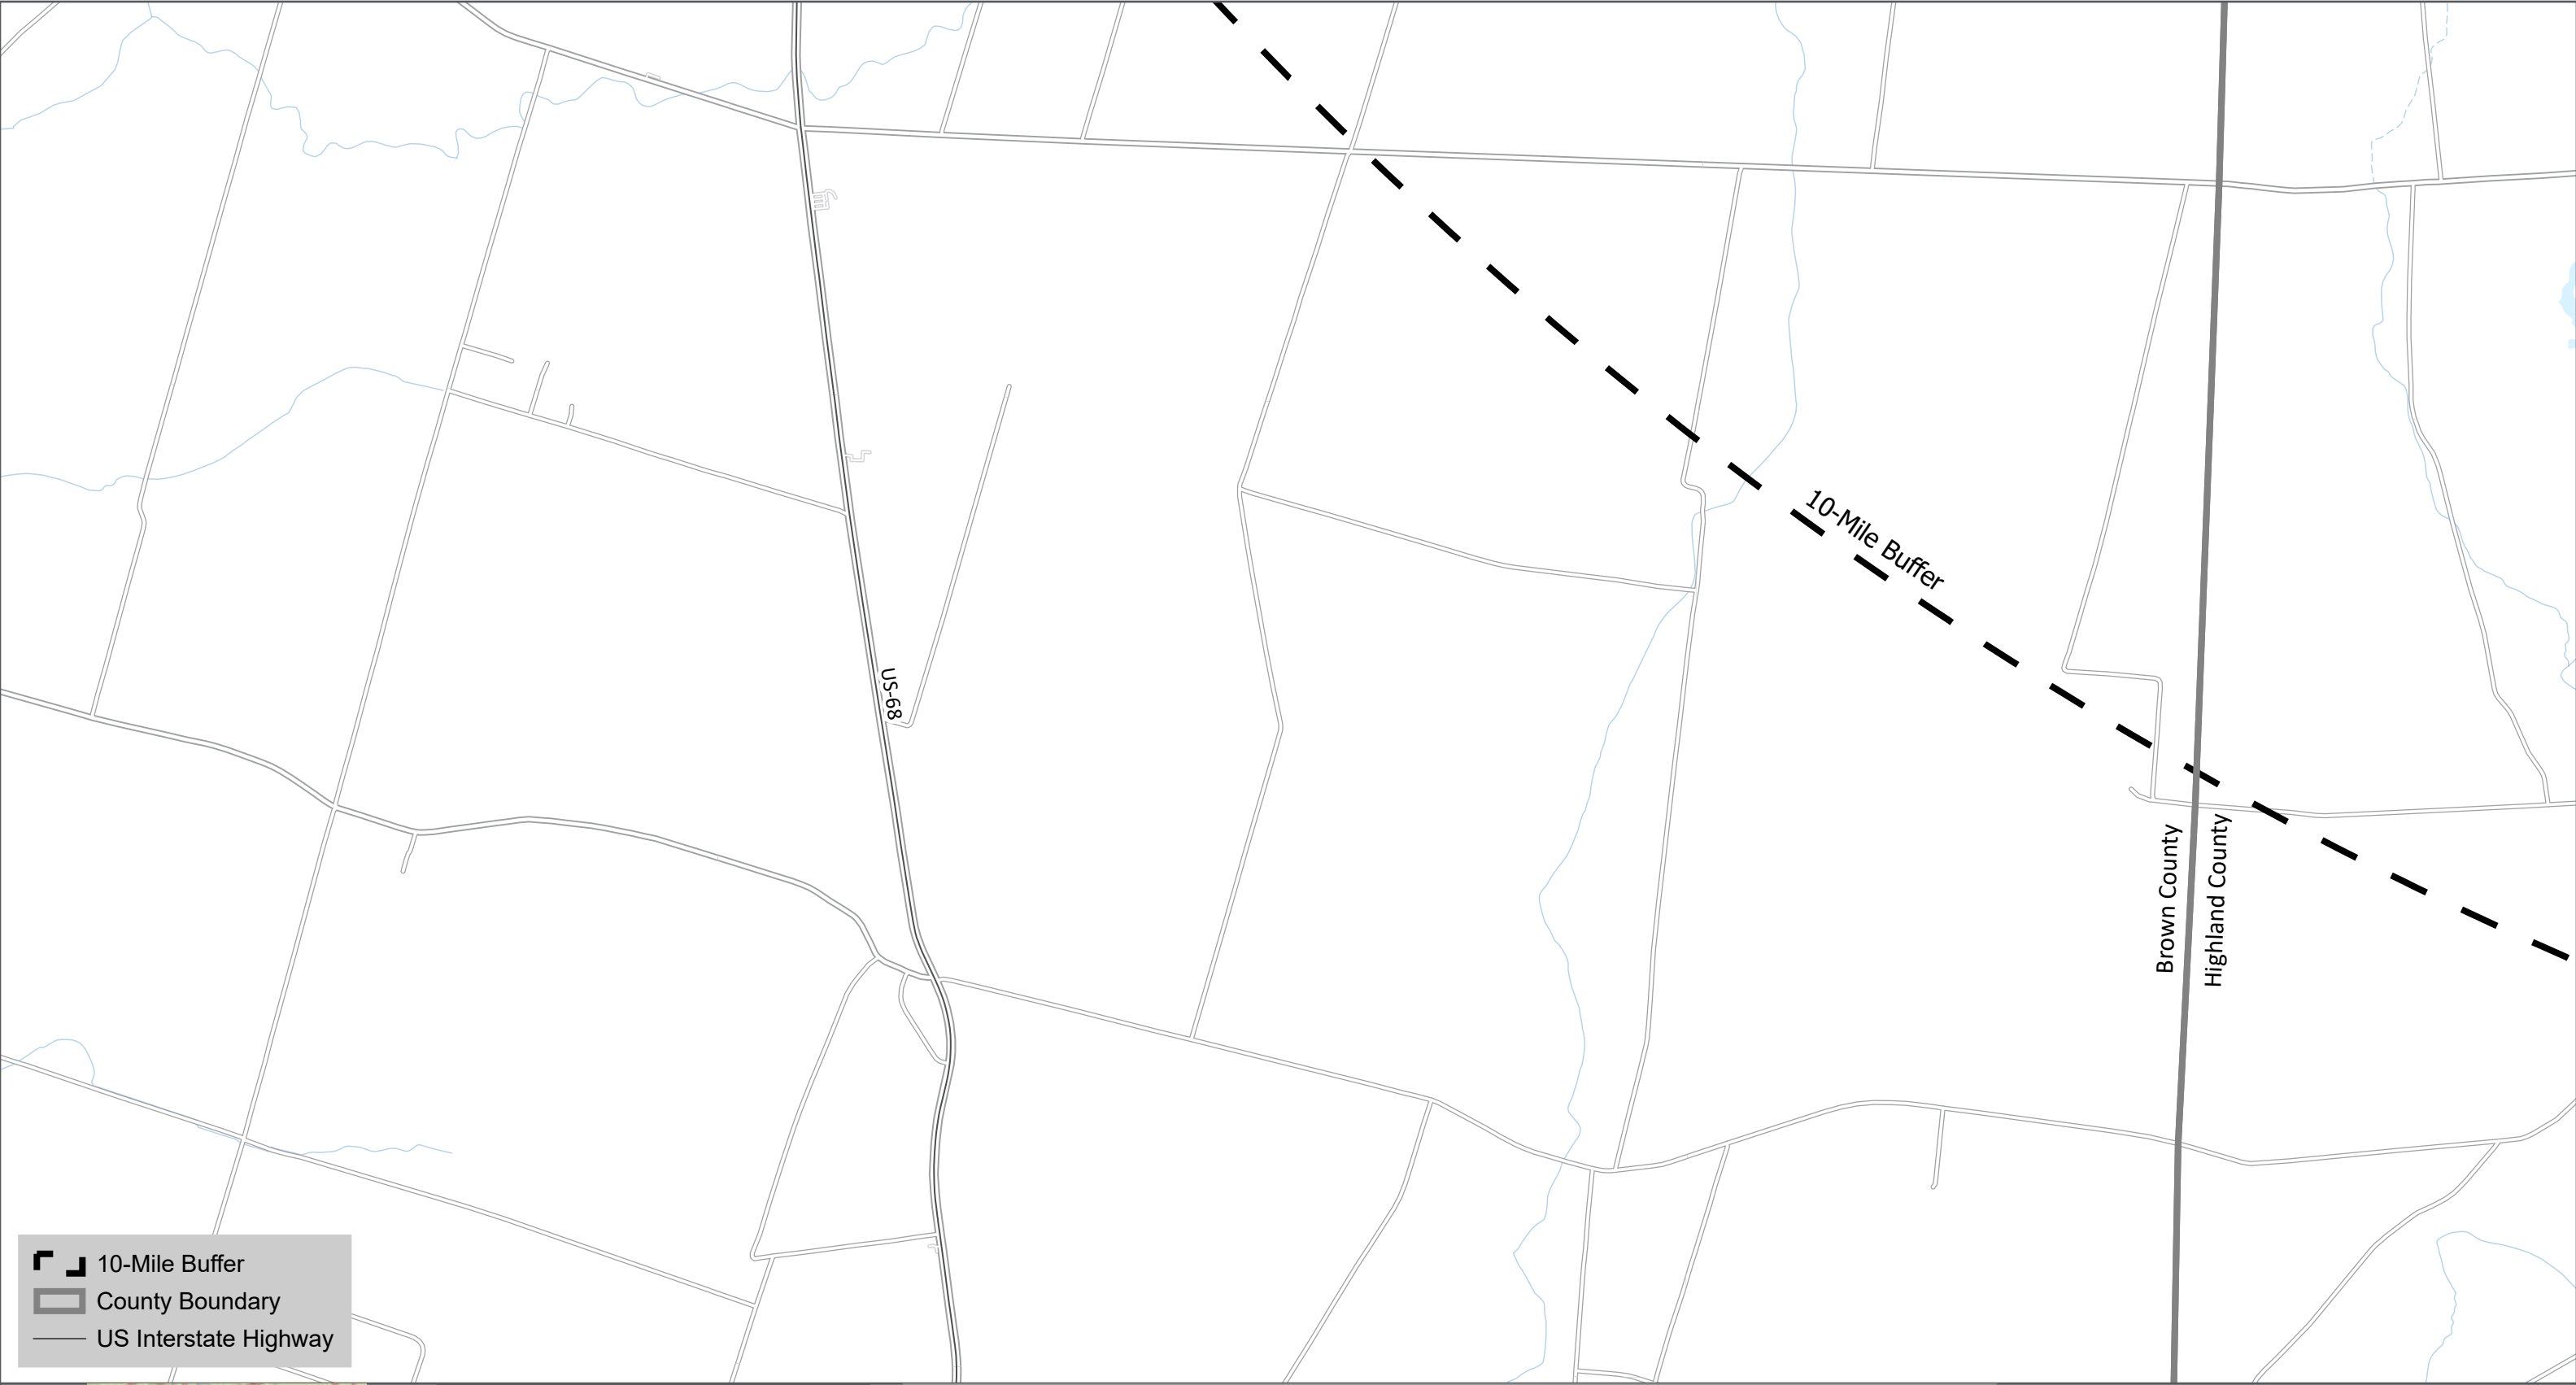 10-Mile Buffer
US-68
Brown County
Highland County
10-Mile Buffer
County Boundary
US Interstate Highway